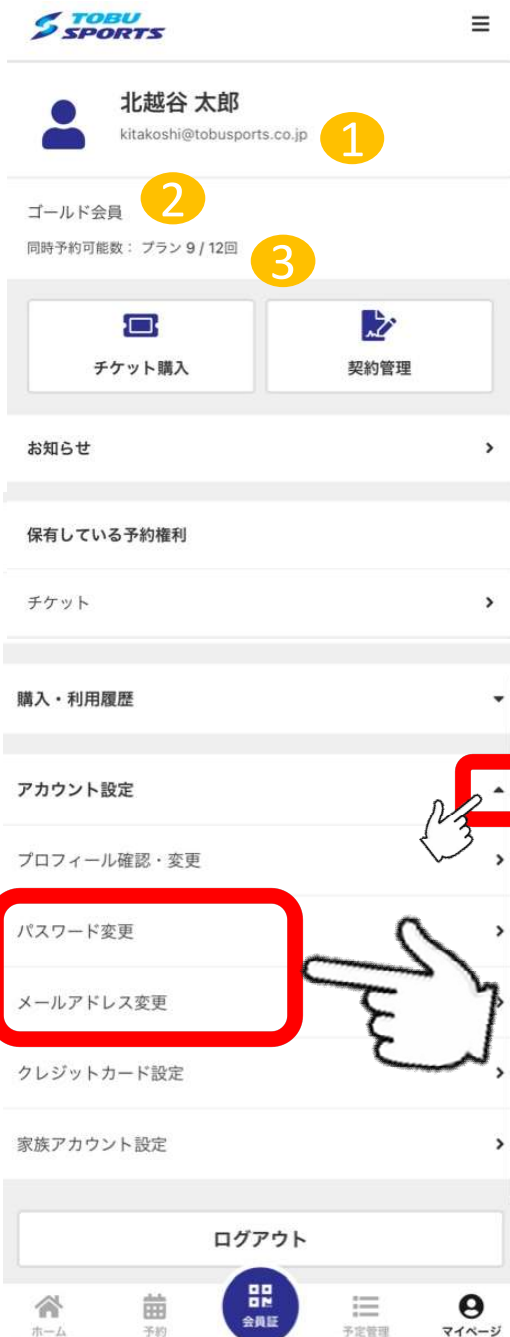 TOBU
SPORTS
北越谷 太郎
kitakoshi@tobusports.co.jp
1
ゴールド会員
2
同時予約可能数： プラン 9 / 12回
3
チケット購入
契約管理
お知らせ
保有している予約権利
チケット
購入・利用履歴
アカウント設定
プロフィール確認・変更
パスワード変更
メールアドレス変更
クレジットカード設定
家族アカウント設定
ログアウト
ホーム
予約
会員証
予定管理
マイページ